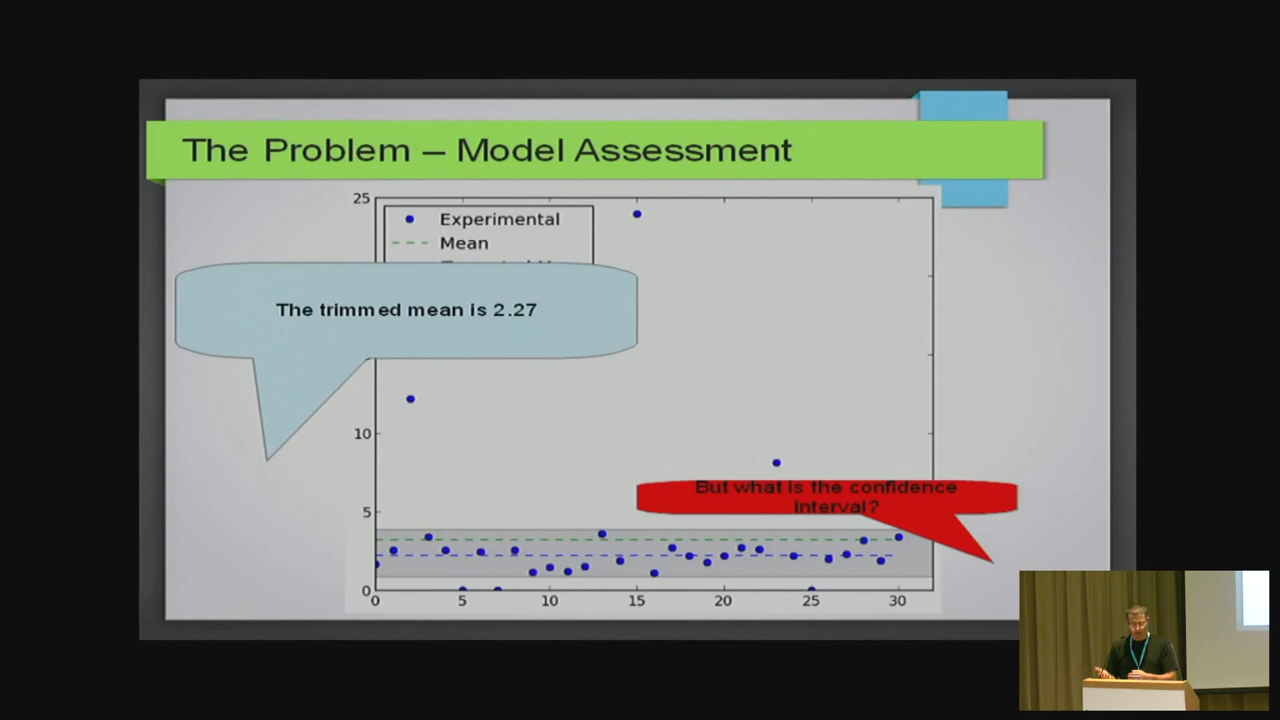 The Problem – Model Assessment
25
Experimental
Mean
The trimmed mean is 2.27
10
But what is the confidence
interval?
5
0
0 5 10 15 20 25 30